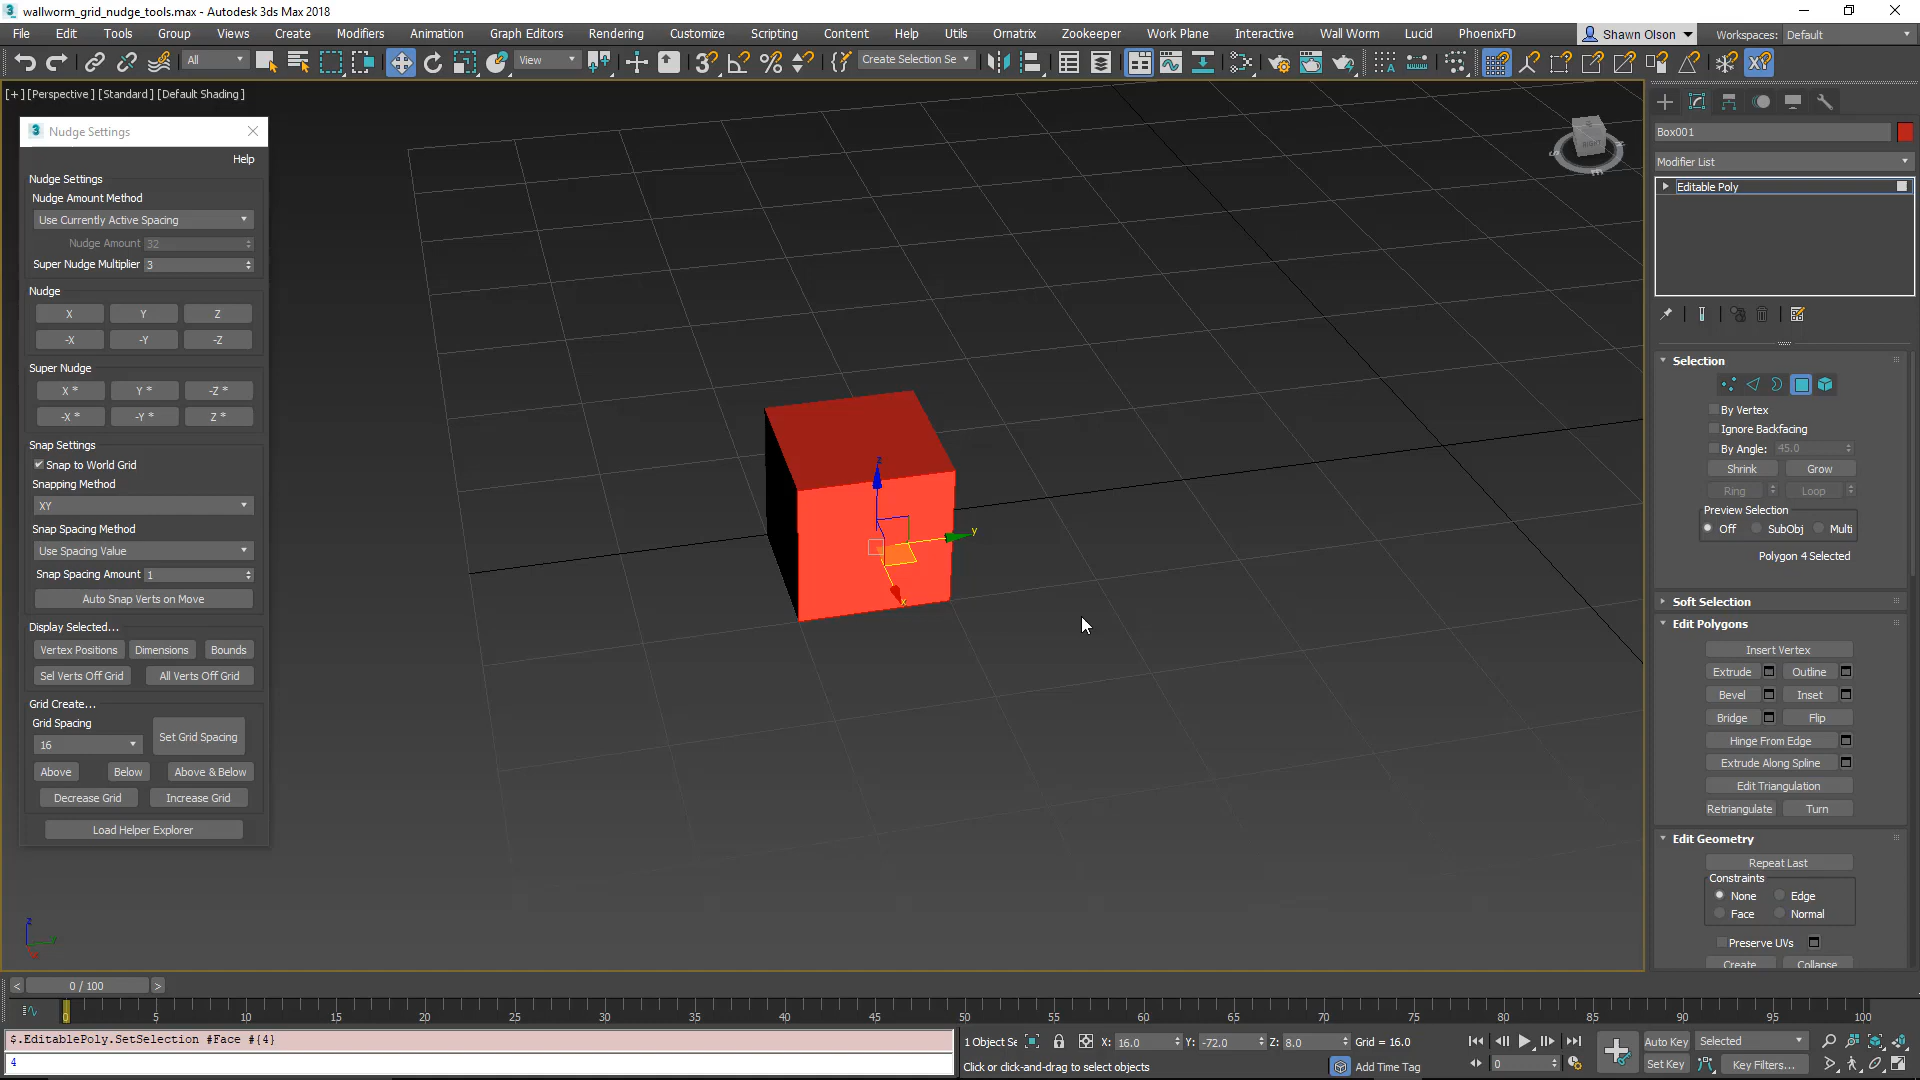 wallworm_grid_nudge_tools.max - Autodesk 3ds Max 2018
File Edit Tools Group Views Create Modifiers Animation Graph Editors Rendering Customize Scripting Content Help Utils Ornatrix Zookeeper Work Plane Interactive Wall Worm Lucid PhoenixFD Shawn Olson Workspaces: Default
All View Create Selection Se
[+] [Perspective ] [Standard ] [Default Shading ]
Nudge Settings
Help
Nudge Settings
Nudge Amount Method
Use Currently Active Spacing
Nudge Amount 32
Super Nudge Multiplier 3
Nudge
X Y Z
-X -Y -Z
Super Nudge
X * Y * -Z *
-X * -Y * Z *
Snap Settings
Snap to World Grid
Snapping Method
XY
Snap Spacing Method
Use Spacing Value
Snap Spacing Amount 1
Auto Snap Verts on Move
Display Selected...
Vertex Positions Dimensions Bounds
Sel Verts Off Grid All Verts Off Grid
Grid Create...
Grid Spacing
16 Set Grid Spacing
Above Below Above & Below
Decrease Grid Increase Grid
Load Helper Explorer
z
y
x
RIGHT
Box001
Modifier List
Editable Poly
Selection
By Vertex
Ignore Backfacing
By Angle: 45.0
Shrink Grow
Ring Loop
Preview Selection
Off SubObj Multi
Polygon 4 Selected
Soft Selection
Edit Polygons
Insert Vertex
Extrude Outline
Bevel Inset
Bridge Flip
Hinge From Edge
Extrude Along Spline
Edit Triangulation
Retriangulate Turn
Edit Geometry
Repeat Last
Constraints
None Edge
Face Normal
Preserve UVs
Create Collapse
< 0 / 100 >
0 5 10 15 20 25 30 35 40 45 50 55 60 65 70 75 80 85 90 95 100
$.EditablePoly.SetSelection #Face #{4}
4
1 Object Se X: 16.0 Y: -72.0 Z: 8.0 Grid = 16.0 Auto Key Selected
Click or click-and-drag to select objects Add Time Tag 0 Set Key Key Filters...